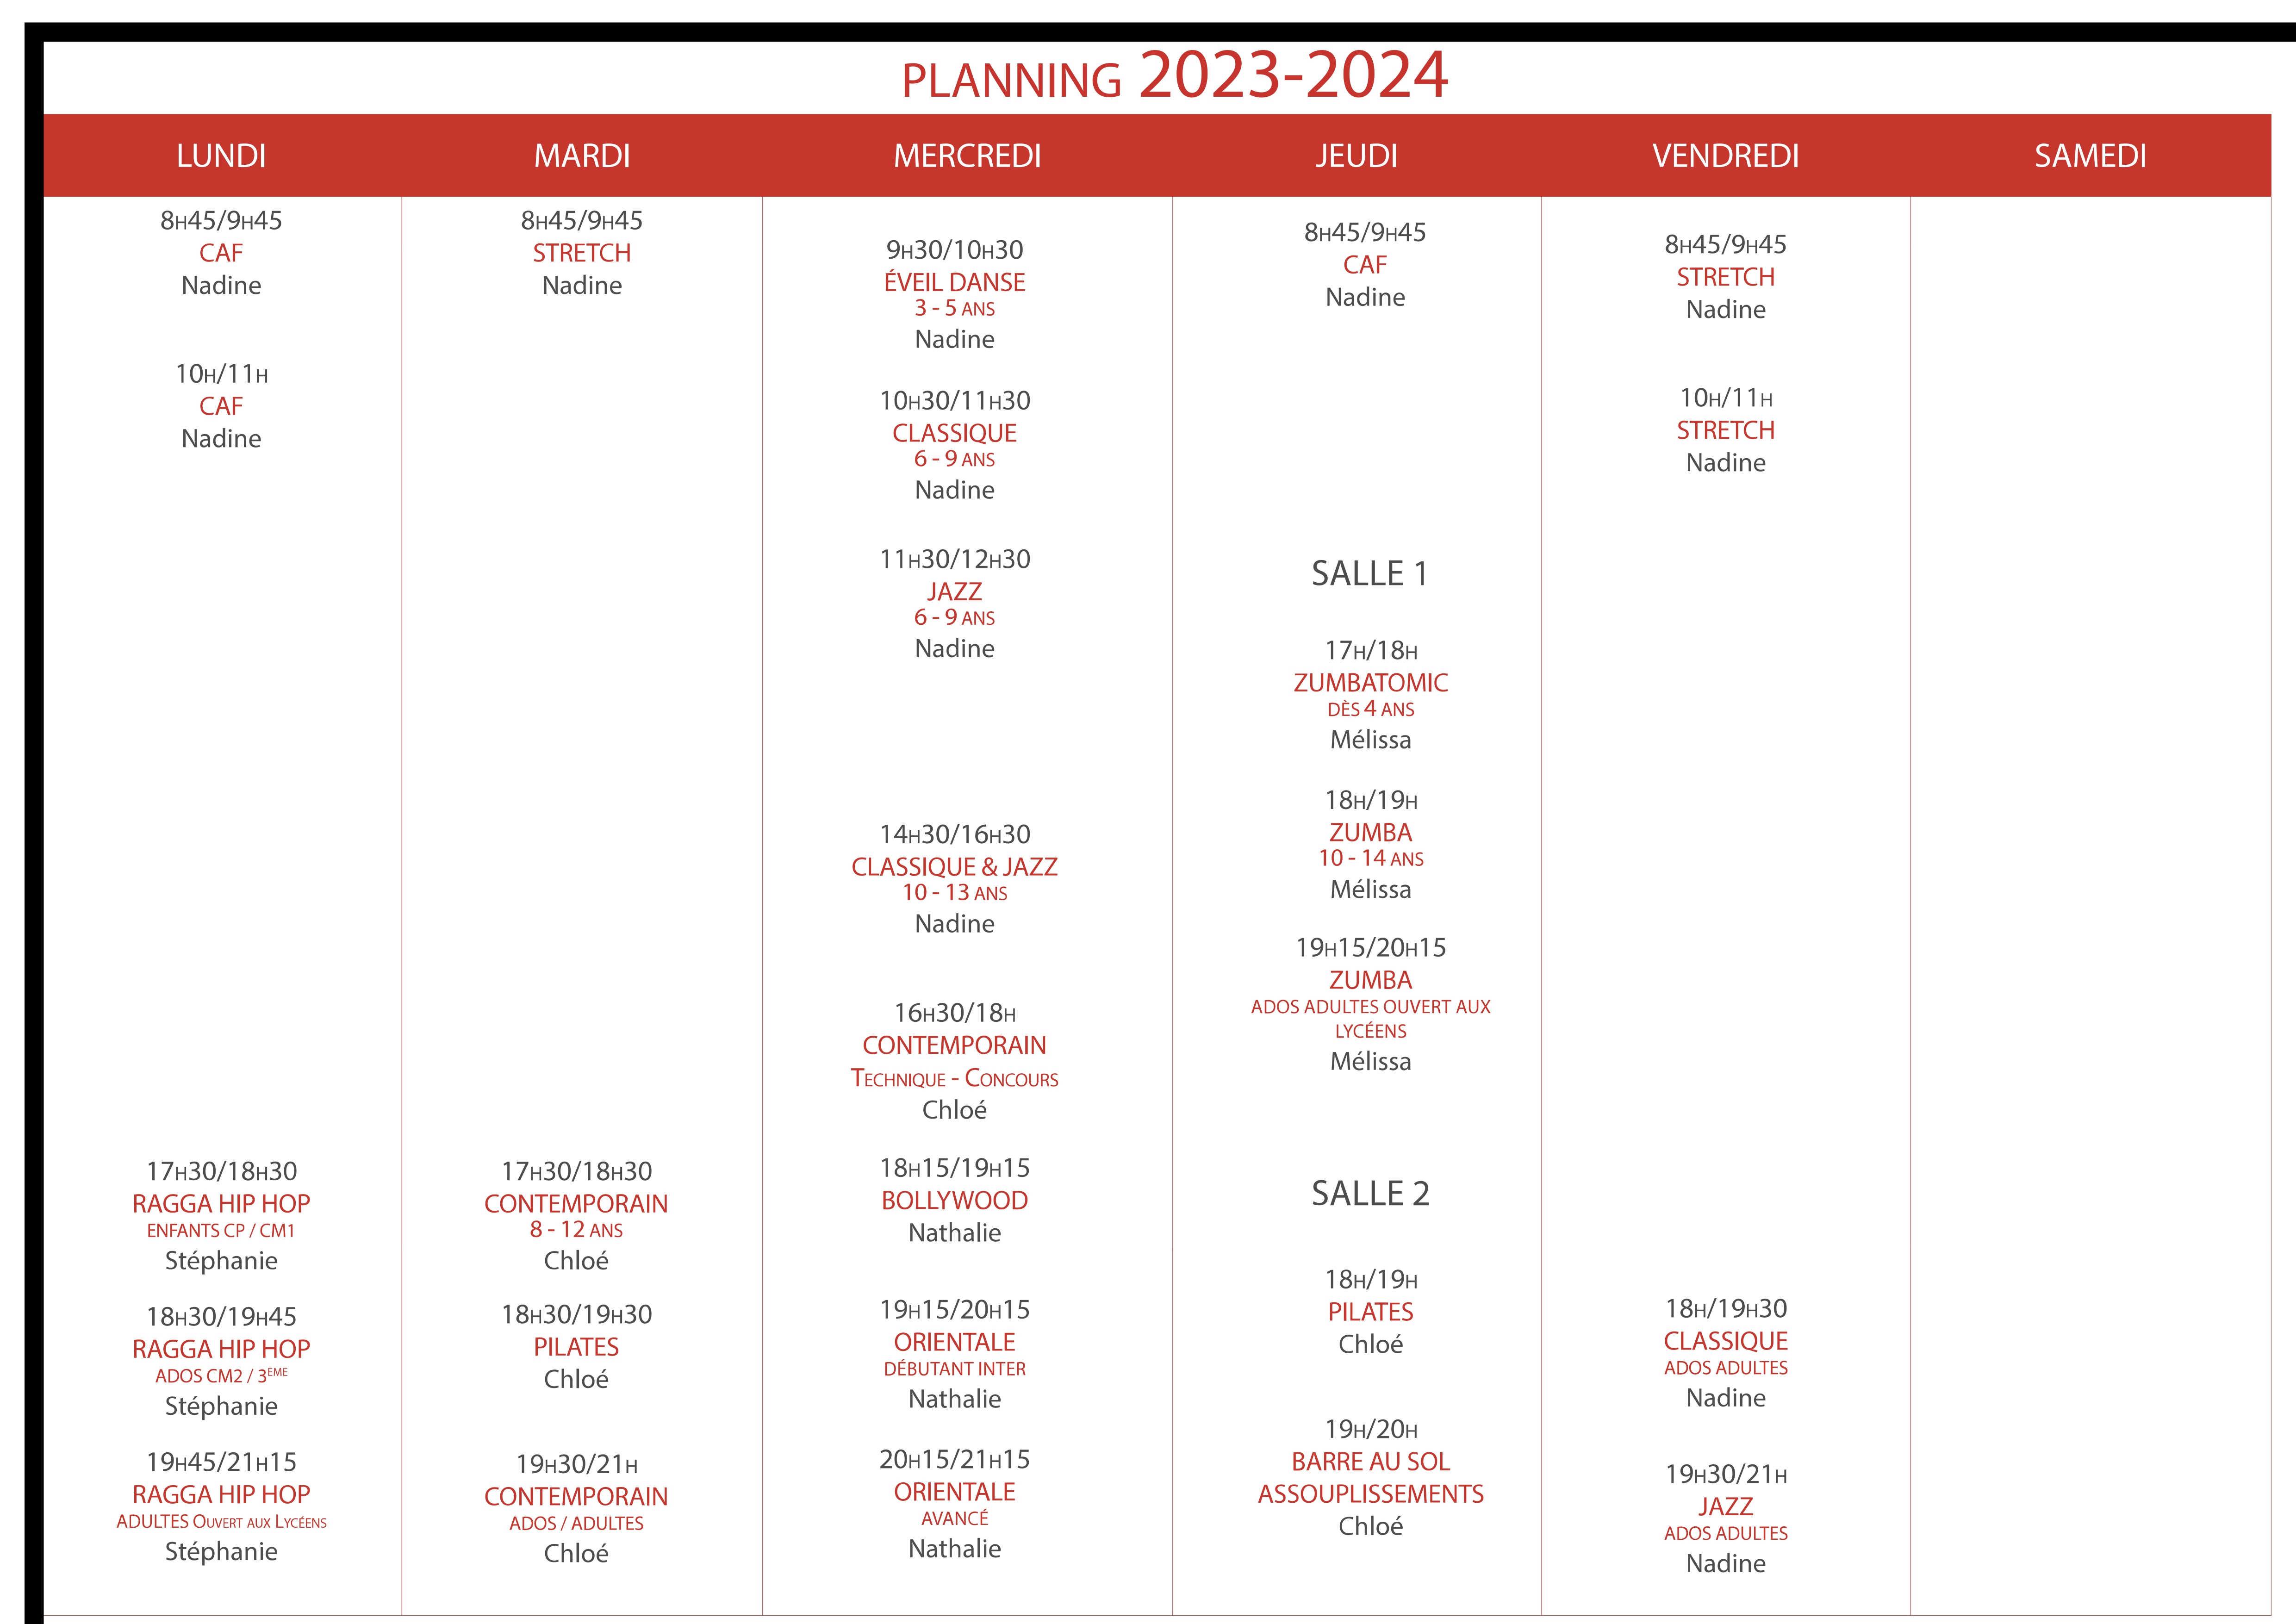 PLANNING 2023-2024
LUNDI
MARDI
MERCREDI
JEUDI
VENDREDI
SAMEDI
8H45/9H45
CAF
Nadine
10H/11H
CAF
Nadine
17H30/18H30
RAGGA HIP HOP
ENFANTS CP / CM1
Stéphanie
18H30/19H45
RAGGA HIP HOP
ADOS CM2 / 3EME
Stéphanie
19H45/21H15
RAGGA HIP HOP
ADULTES OUVERT AUX LYCÉENS
Stéphanie
8H45/9H45
STRETCH
Nadine
17H30/18H30
CONTEMPORAIN
8 - 12 ANS
Chloé
18H30/19H30
PILATES
Chloé
19H30/21H
CONTEMPORAIN
ADOS / ADULTES
Chloé
9H30/10H30
ÉVEIL DANSE
3 - 5 ANS
Nadine
10H30/11H30
CLASSIQUE
6 - 9 ANS
Nadine
11H30/12H30
JAZZ
6 - 9 ANS
Nadine
14H30/16H30
CLASSIQUE & JAZZ
10 - 13 ANS
Nadine
16H30/18H
CONTEMPORAIN
TECHNIQUE - CONCOURS
Chloé
18H15/19H15
BOLLYWOOD
Nathalie
19H15/20H15
ORIENTALE
DÉBUTANT INTER
Nathalie
20H15/21H15
ORIENTALE
AVANCÉ
Nathalie
8H45/9H45
CAF
Nadine
SALLE 1
17H/18H
ZUMBATOMIC
DÈS 4 ANS
Mélissa
18H/19H
ZUMBA
10 - 14 ANS
Mélissa
19H15/20H15
ZUMBA
ADOS ADULTES OUVERT AUX
LYCÉENS
Mélissa
SALLE 2
18H/19H
PILATES
Chloé
19H/20H
BARRE AU SOL
ASSOUPLISSEMENTS
Chloé
8H45/9H45
STRETCH
Nadine
10H/11H
STRETCH
Nadine
18H/19H30
CLASSIQUE
ADOS ADULTES
Nadine
19H30/21H
JAZZ
ADOS ADULTES
Nadine